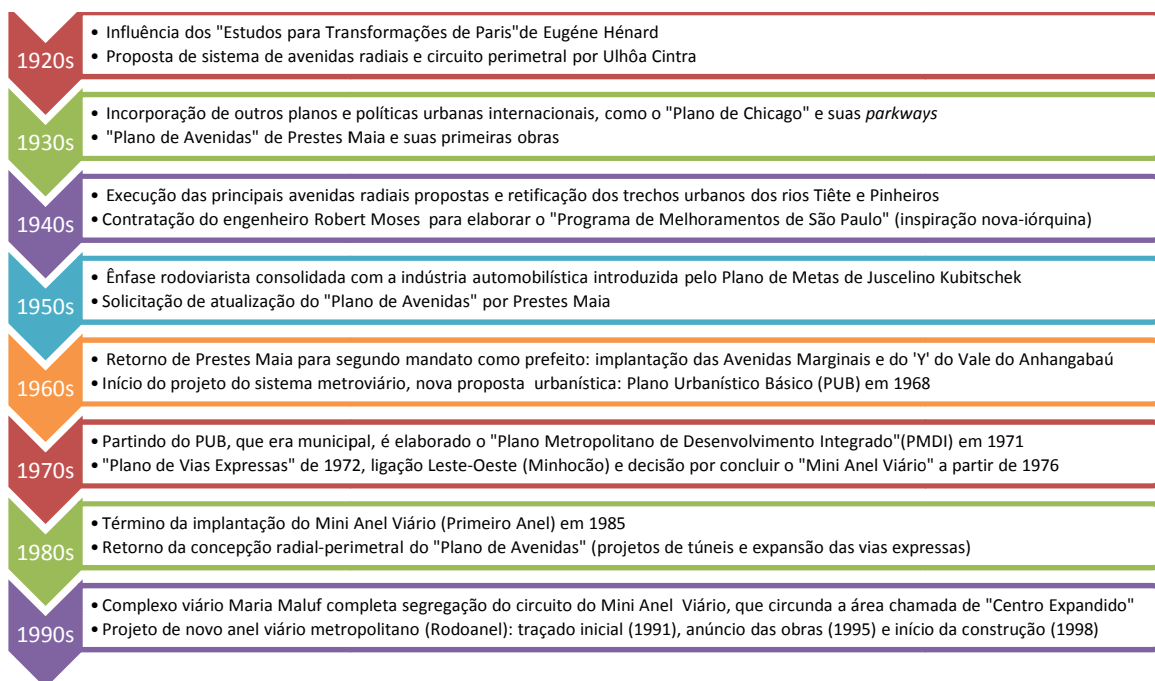 1920s
• Influência dos "Estudos para Transformações de Paris"de Eugéne Hénard
• Proposta de sistema de avenidas radiais e circuito perimetral por Ulhôa Cintra
1930s
• Incorporação de outros planos e políticas urbanas internacionais, como o "Plano de Chicago" e suas parkways
• "Plano de Avenidas" de Prestes Maia e suas primeiras obras
1940s
• Execução das principais avenidas radiais propostas e retificação dos trechos urbanos dos rios Tiête e Pinheiros
• Contratação do engenheiro Robert Moses para elaborar o "Programa de Melhoramentos de São Paulo" (inspiração nova-iórquina)
1950s
• Ênfase rodoviarista consolidada com a indústria automobilística introduzida pelo Plano de Metas de Juscelino Kubitschek
• Solicitação de atualização do "Plano de Avenidas" por Prestes Maia
1960s
• Retorno de Prestes Maia para segundo mandato como prefeito: implantação das Avenidas Marginais e do 'Y' do Vale do Anhangabaú
• Início do projeto do sistema metroviário, nova proposta urbanística: Plano Urbanístico Básico (PUB) em 1968
1970s
• Partindo do PUB, que era municipal, é elaborado o "Plano Metropolitano de Desenvolvimento Integrado"(PMDI) em 1971
• "Plano de Vias Expressas" de 1972, ligação Leste-Oeste (Minhocão) e decisão por concluir o "Mini Anel Viário" a partir de 1976
1980s
• Término da implantação do Mini Anel Viário (Primeiro Anel) em 1985
• Retorno da concepção radial-perimetral do "Plano de Avenidas" (projetos de túneis e expansão das vias expressas)
1990s
• Complexo viário Maria Maluf completa segregação do circuito do Mini Anel Viário, que circunda a área chamada de "Centro Expandido"
• Projeto de novo anel viário metropolitano (Rodoanel): traçado inicial (1991), anúncio das obras (1995) e início da construção (1998)